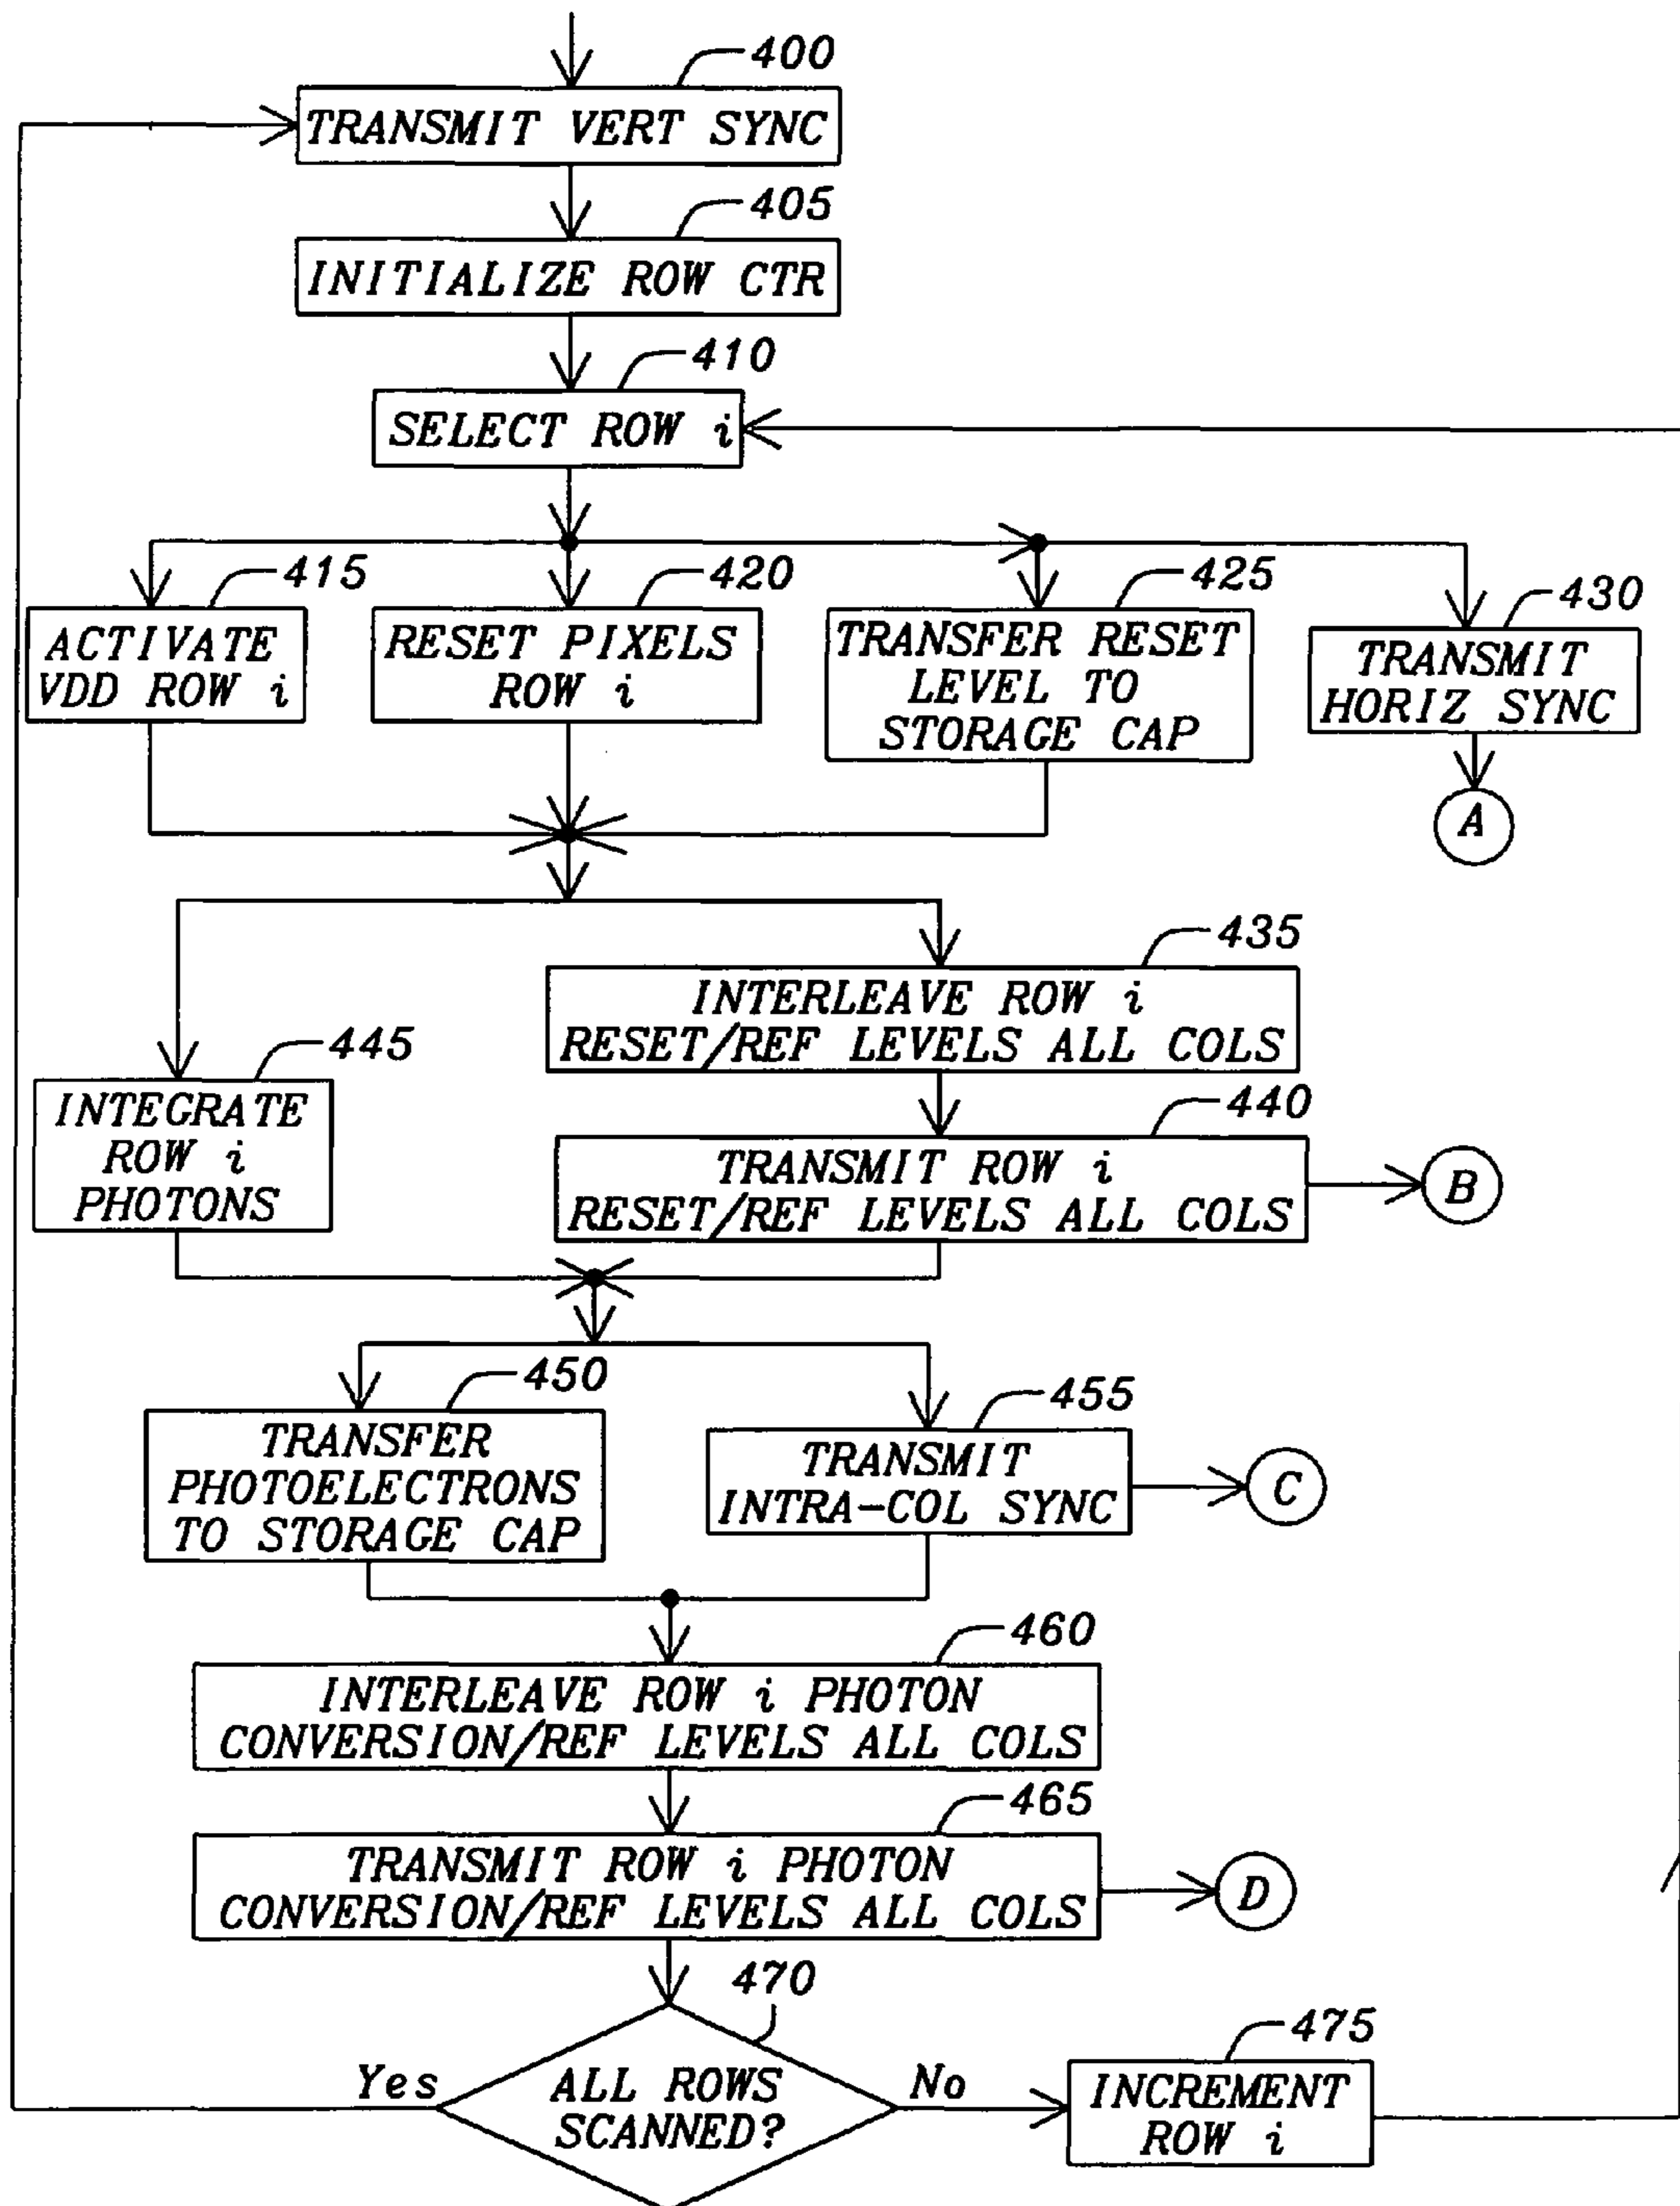 400
TRANSMIT VERT SYNC
405
INITIALIZE ROW CTR
410
SELECT ROW i
415
ACTIVATE
VDD ROW i
420
RESET PIXELS
ROW i
425
TRANSFER RESET
LEVEL TO
STORAGE CAP
430
TRANSMIT
HORIZ SYNC
A
435
INTERLEAVE ROW i
RESET/REF LEVELS ALL COLS
445
INTEGRATE
ROW i
PHOTONS
440
TRANSMIT ROW i
RESET/REF LEVELS ALL COLS
B
450
TRANSFER
PHOTOELECTRONS
TO STORAGE CAP
455
TRANSMIT
INTRA-COL SYNC
C
460
INTERLEAVE ROW i PHOTON
CONVERSION/REF LEVELS ALL COLS
465
TRANSMIT ROW i PHOTON
CONVERSION/REF LEVELS ALL COLS
D
470
ALL ROWS
SCANNED?
Yes
No
475
INCREMENT
ROW i